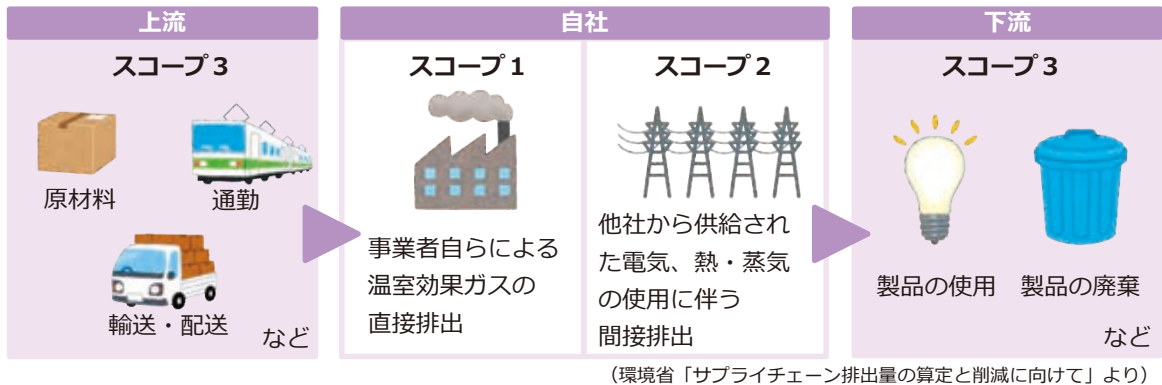 上流
スコープ３
原材料
通勤
輸送・配送
など
自社
スコープ１
事業者自らによる
温室効果ガスの
直接排出
スコープ２
他社から供給され
た電気、熱・蒸気
の使用に伴う
間接排出
下流
スコープ３
製品の使用
製品の廃棄
など
（環境省「サプライチェーン排出量の算定と削減に向けて」より）